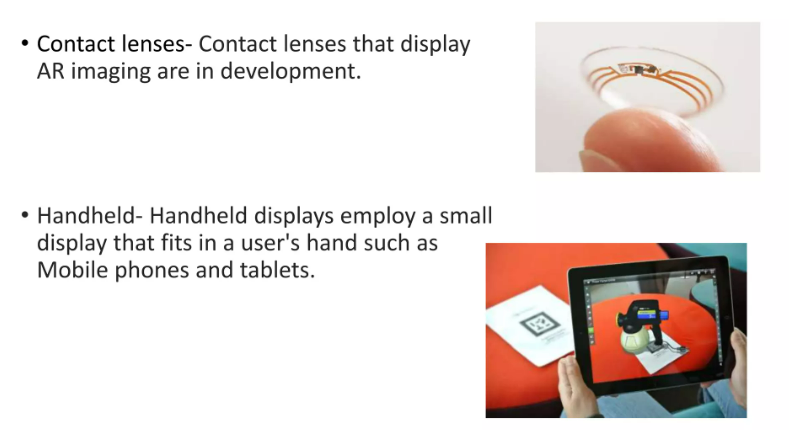 • Contact lenses- Contact lenses that display
AR imaging are in development.
• Handheld- Handheld displays employ a small
display that fits in a user's hand such as
Mobile phones and tablets.